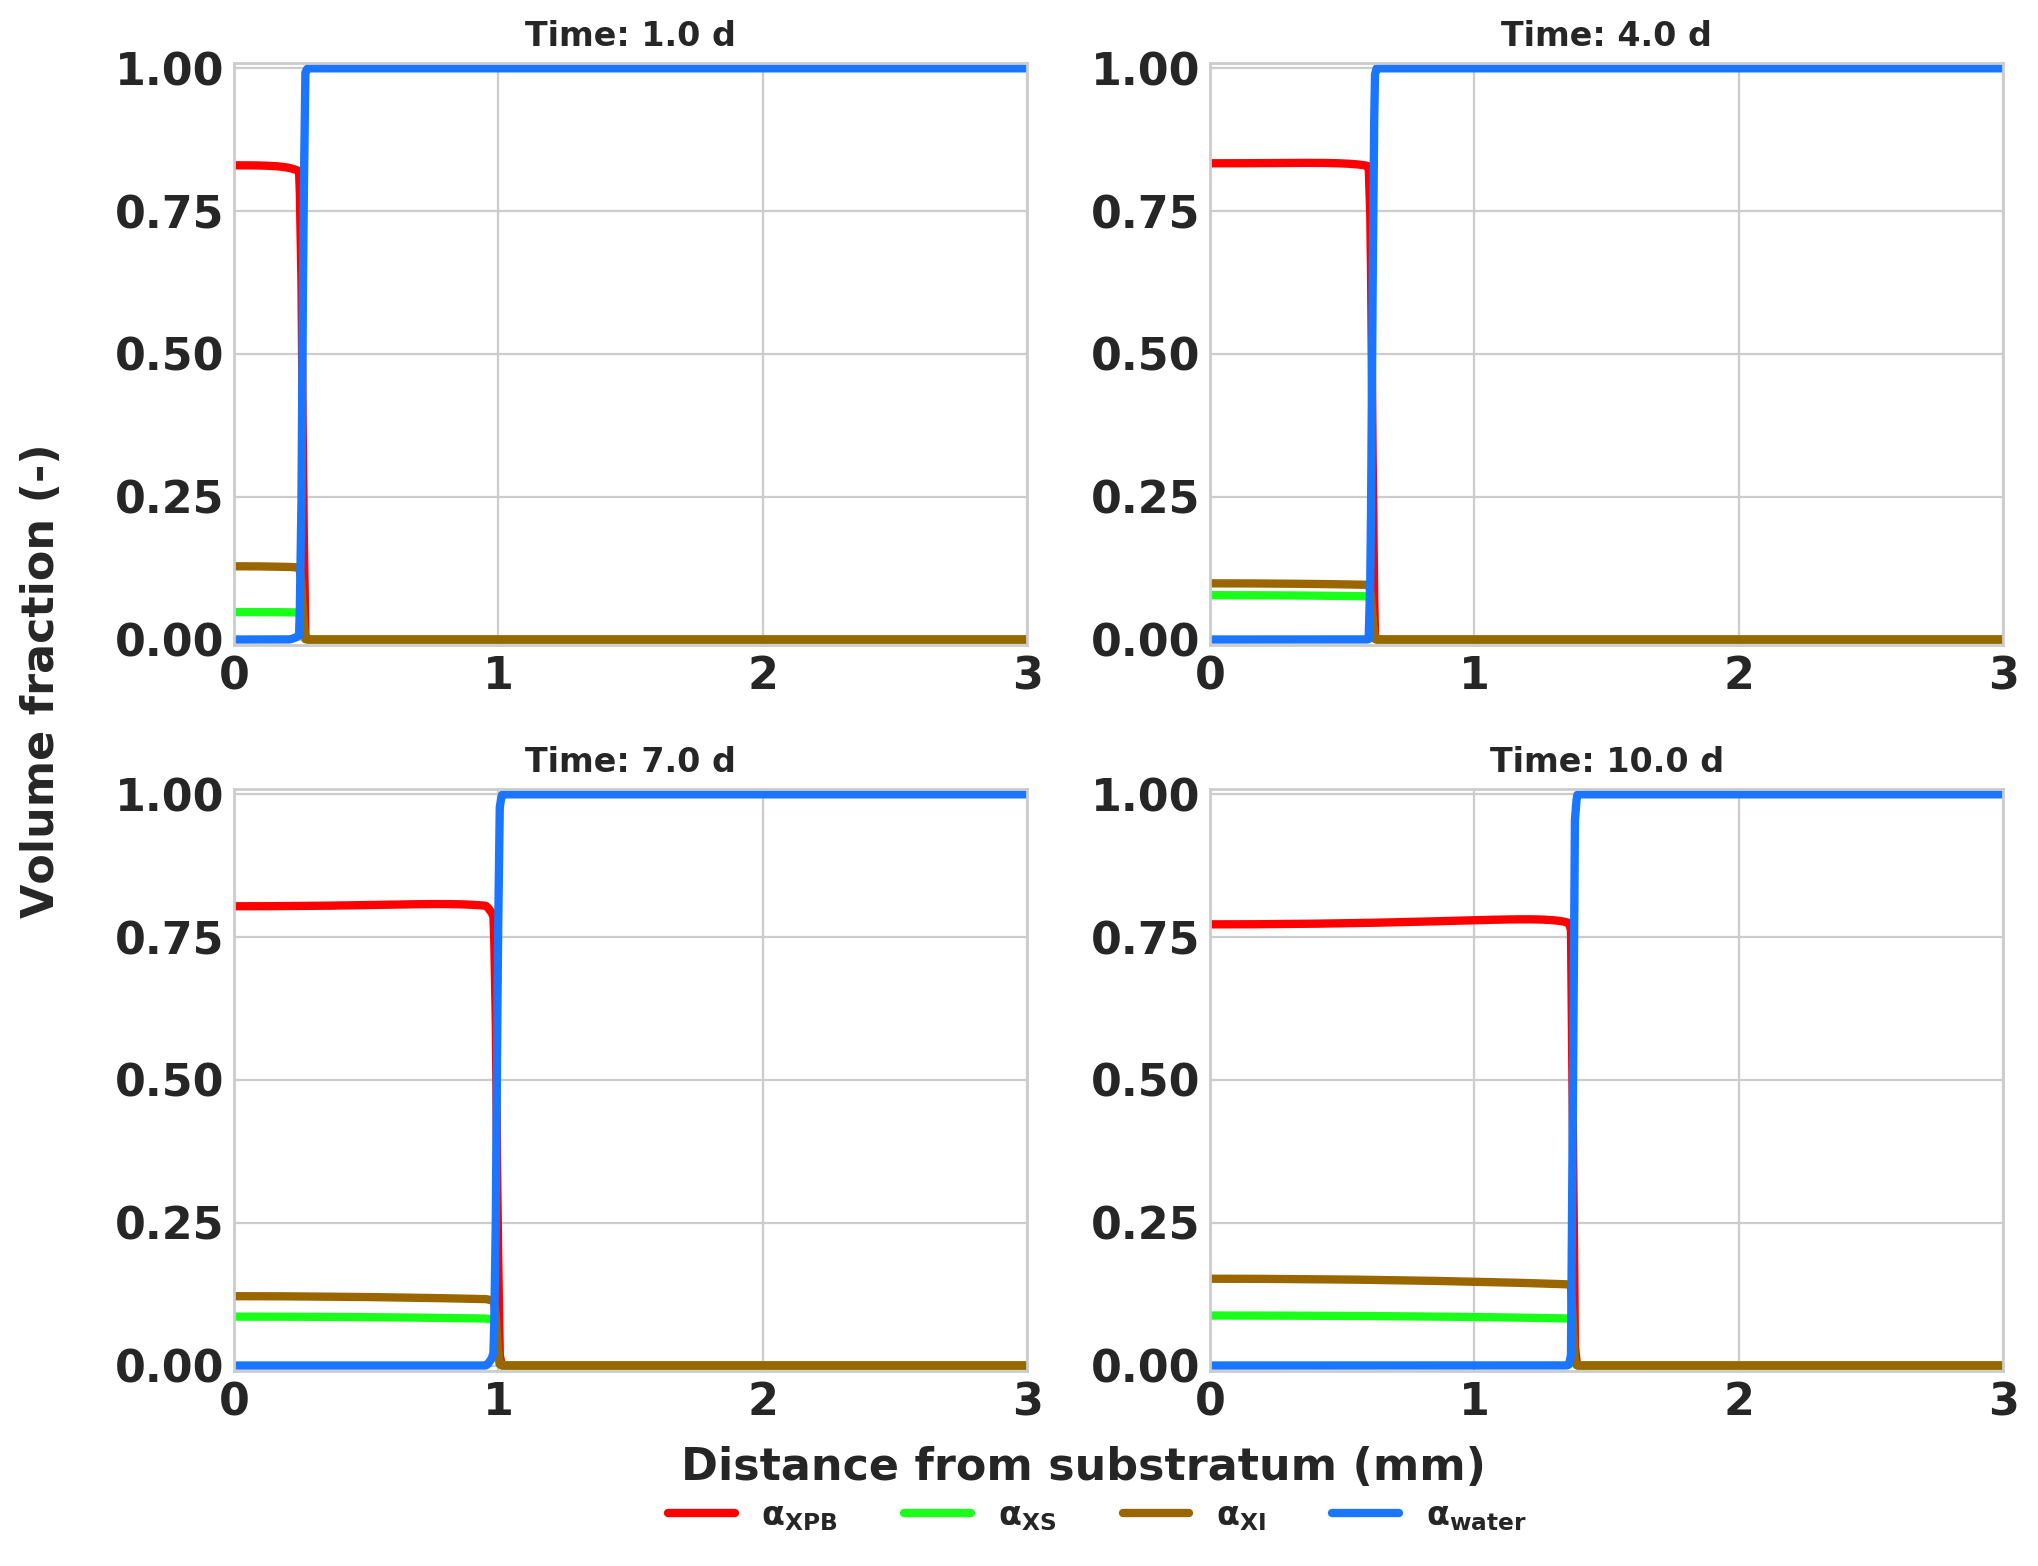 Time: 1.0 d
Time: 4.0 d
1.00
0.75
0.50
0.25
0.00
0 1 2 3
1.00
0.75
0.50
0.25
0.00
0 1 2 3
Time: 7.0 d
Time: 10.0 d
1.00
0.75
0.50
0.25
0.00
0 1 2 3
1.00
0.75
0.50
0.25
0.00
0 1 2 3
Volume fraction (-)
Distance from substratum (mm)
αXPB αXS αXI αwater